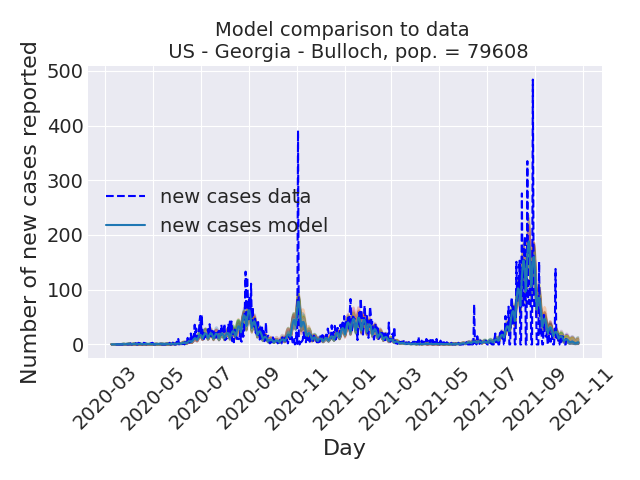 Model comparison to data
US - Georgia - Bulloch, pop. = 79608
Number of new cases reported
500
400
300
200
100
0
new cases data
new cases model
2020-03
2020-05
2020-07
2020-09
2020-11
2021-01
2021-03
2021-05
2021-07
2021-09
2021-11
Day